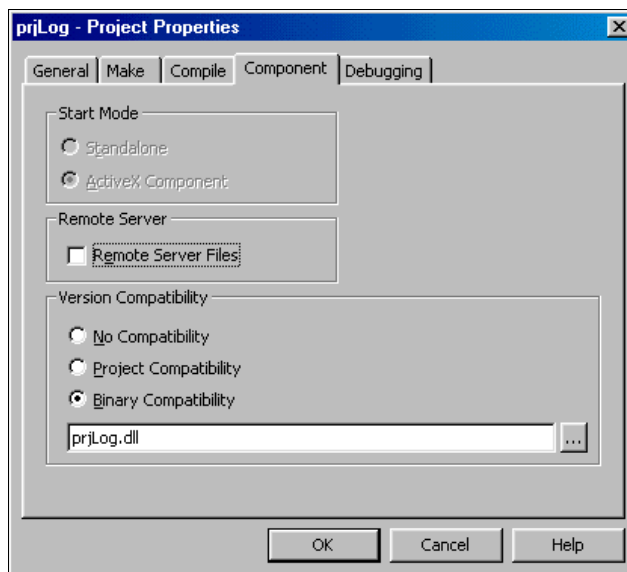 prjLog - Project Properties
General Make Compile Component Debugging
Start Mode
Standalone
ActiveX Component
Remote Server
Remote Server Files
Version Compatibility
No Compatibility
Project Compatibility
Binary Compatibility
prjLog.dll ...
OK Cancel Help